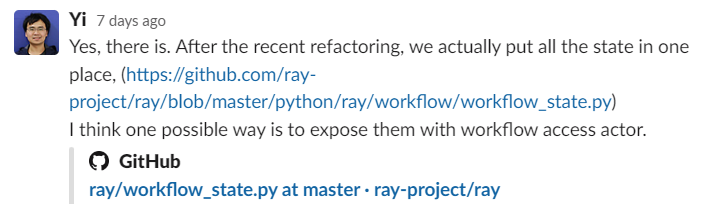 Yi 7 days ago
Yes, there is. After the recent refactoring, we actually put all the state in one
place, (https://github.com/ray-
project/ray/blob/master/python/ray/workflow/workflow_state.py)
I think one possible way is to expose them with workflow access actor.
GitHub
ray/workflow_state.py at master · ray-project/ray